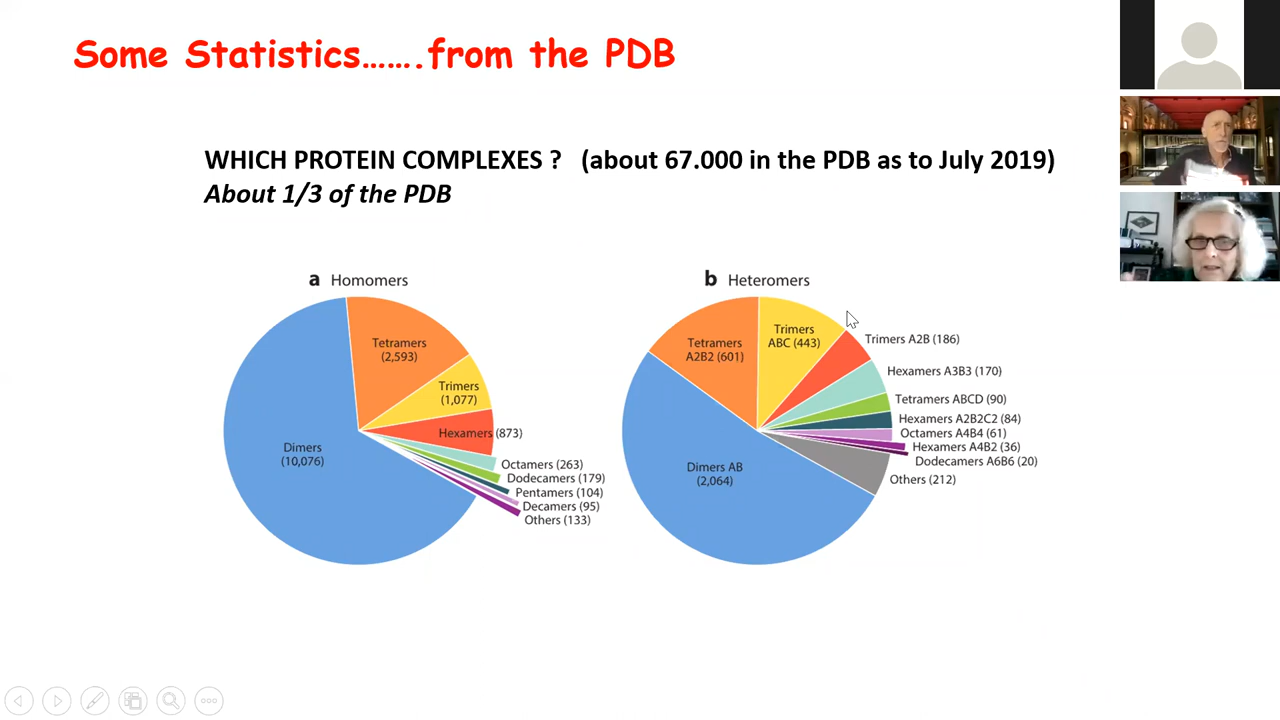 Some Statistics…….from the PDB
WHICH PROTEIN COMPLEXES ? (about 67.000 in the PDB as to July 2019)
About 1/3 of the PDB
a Homomers
Tetramers
(2,593)
Trimers
(1,077)
Hexamers (873)
Octamers (263)
Dodecamers (179)
Pentamers (104)
Decamers (95)
Others (133)
Dimers
(10,076)
b Heteromers
Tetramers
A2B2 (601)
Trimers
ABC (443)
Trimers A2B (186)
Hexamers A3B3 (170)
Tetramers ABCD (90)
Hexamers A2B2C2 (84)
Octamers A4B4 (61)
Hexamers A4B2 (36)
Dodecamers A6B6 (20)
Others (212)
Dimers AB
(2,064)